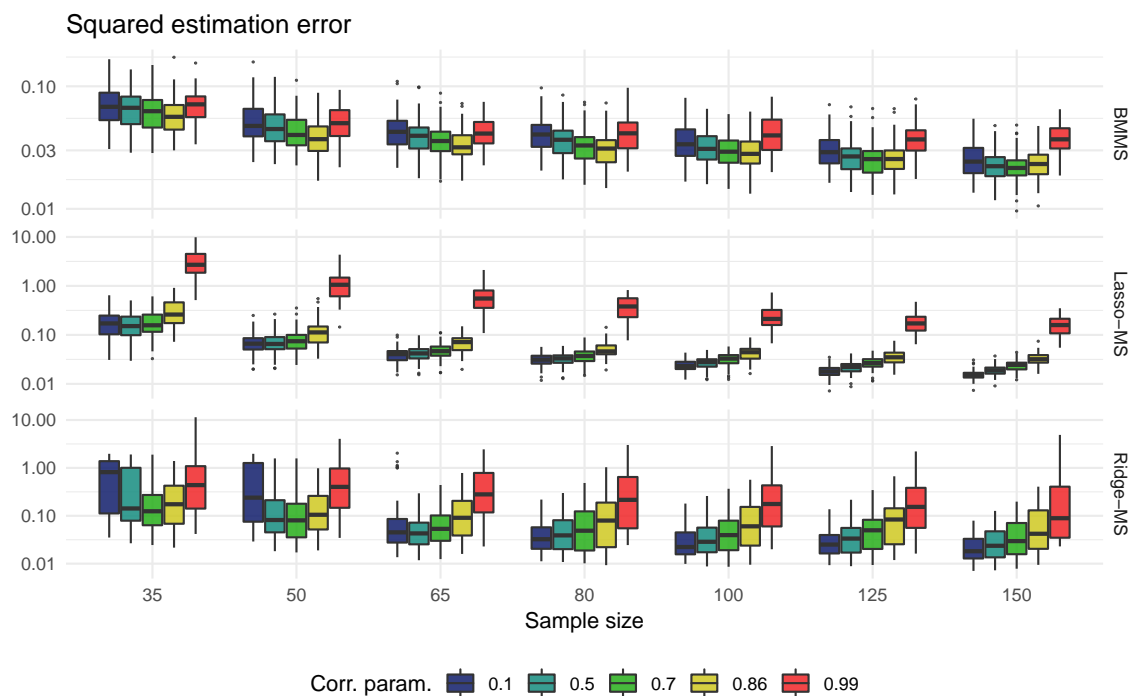 Squared estimation error
0.10
0.03
0.01
BMMS
10.00
1.00
0.10
0.01
Lasso−MS
10.00
1.00
0.10
0.01
Ridge−MS
35 50 65 80 100 125 150
Sample size
Corr. param. 0.1 0.5 0.7 0.86 0.99